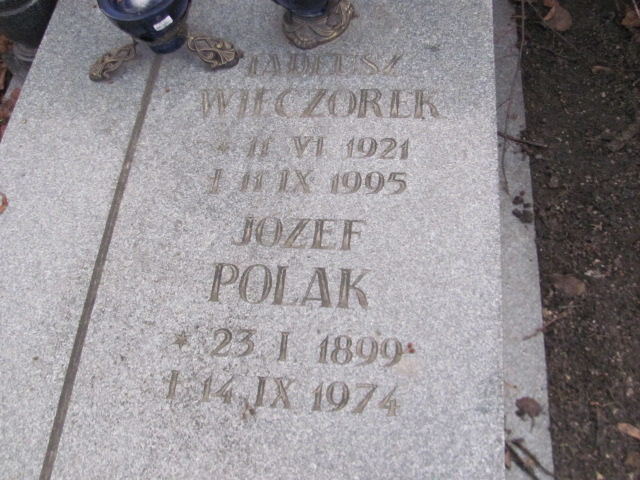 TADEUSZ
WIECZOREK
* 11 VI 1921
† 11 IX 1995
JOZEF
POLAK
* 23 I 1899
† 14 IX 1974